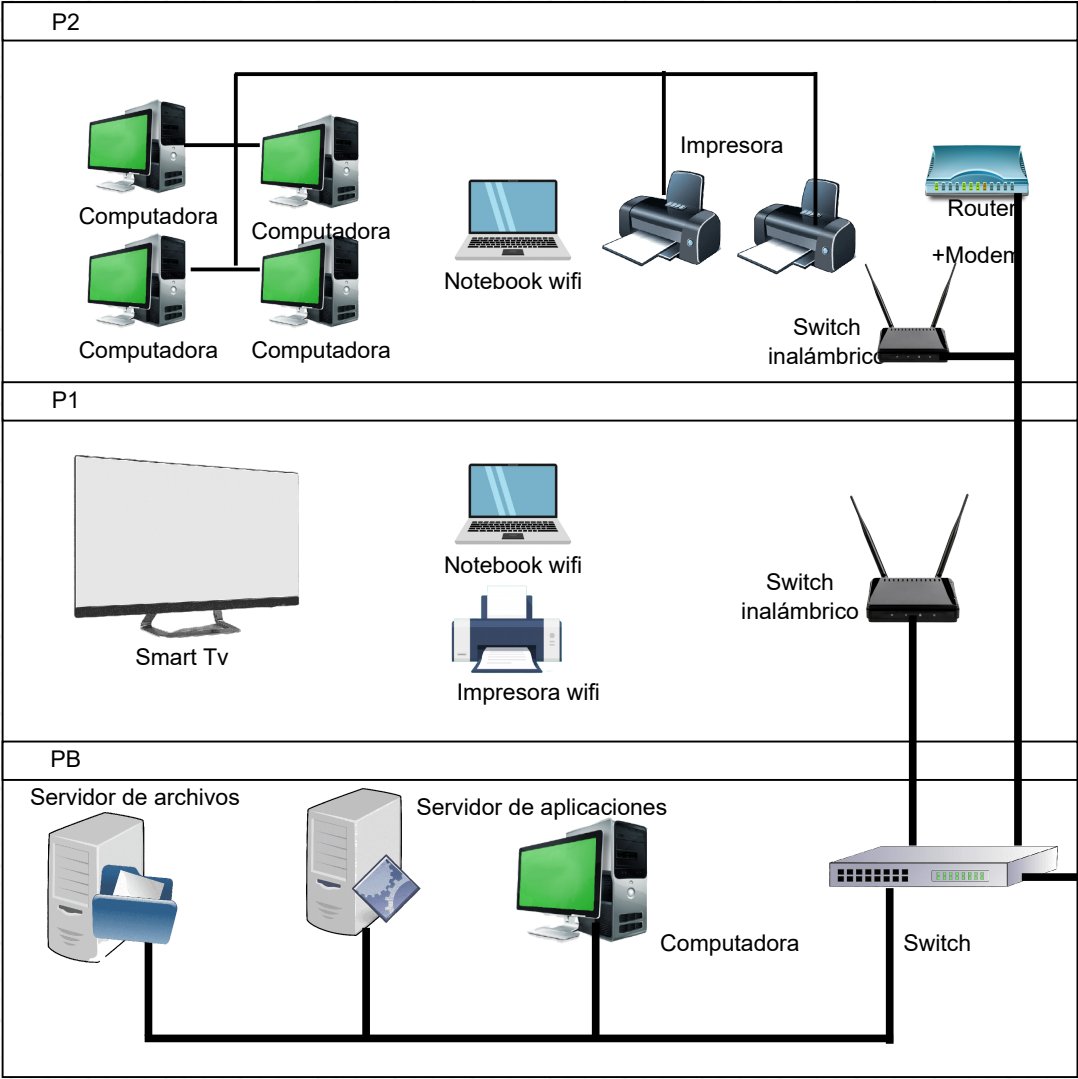 P2
Impresora
Computadora
Computadora
Router
+Modem
Notebook wifi
Switch
inalámbrico
Computadora
Computadora
P1
Notebook wifi
Switch
inalámbrico
Smart Tv
Impresora wifi
PB
Servidor de archivos
Servidor de aplicaciones
Computadora
Switch